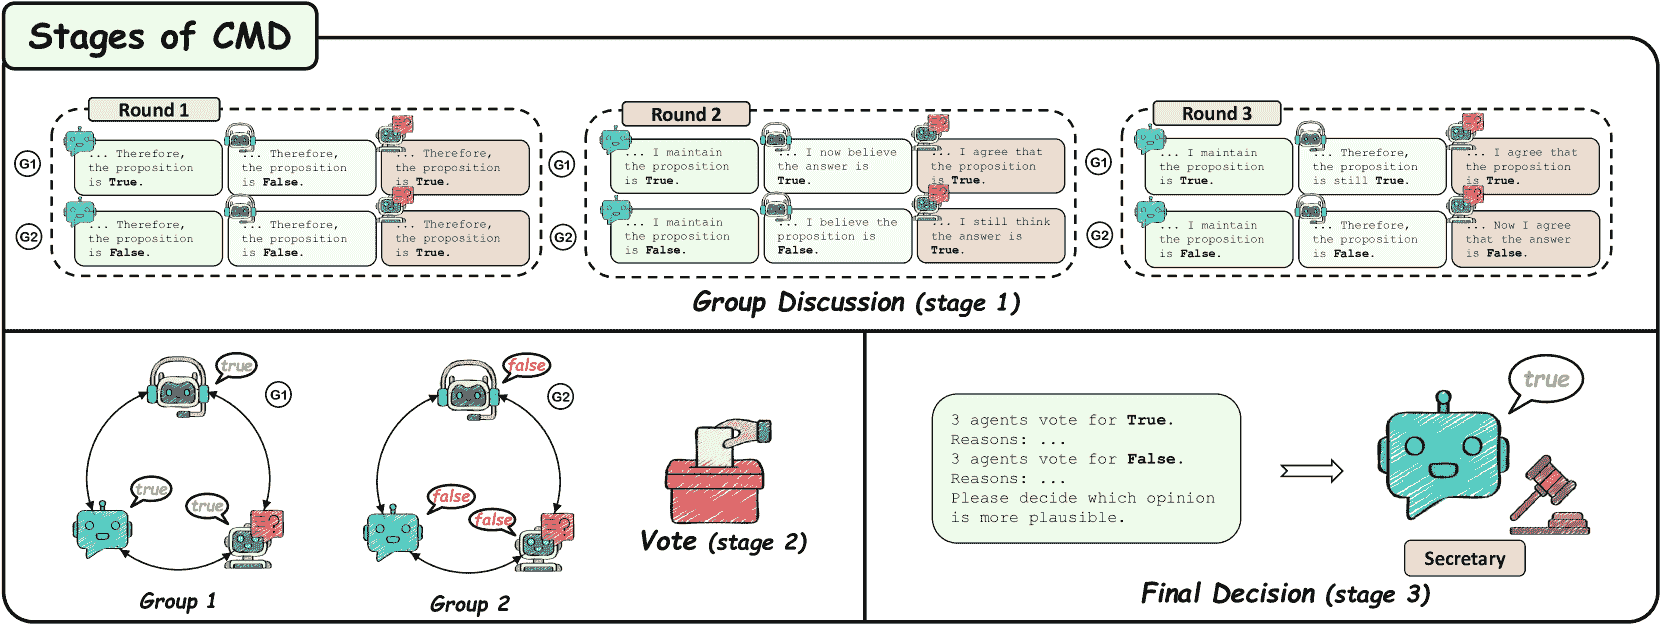 Stages of CMD
Round 1
G1
... Therefore,
the proposition
is True.
... Therefore,
the proposition
is False.
... Therefore,
the proposition
is True.
G2
... Therefore,
the proposition
is False.
... Therefore,
the proposition
is False.
... Therefore,
the proposition
is True.
Round 2
G1
... I maintain
the proposition
is True.
... I now believe
the answer is
True.
... I agree that
the proposition
is True.
G2
... I maintain
the proposition
is False.
... I believe the
proposition is
False.
... I still think
the answer is
True.
Round 3
G1
... I maintain
the proposition
is True.
... Therefore,
the proposition
is still True.
... I agree that
the proposition
is True.
G2
... I maintain
the proposition
is False.
... Therefore,
the proposition
is False.
... Now I agree
that the answer
is False.
Group Discussion (stage 1)
true
G1
true
true
Group 1
false
G2
false
false
Group 2
Vote (stage 2)
3 agents vote for True.
Reasons: ...
3 agents vote for False.
Reasons: ...
Please decide which opinion
is more plausible.
true
Secretary
Final Decision (stage 3)